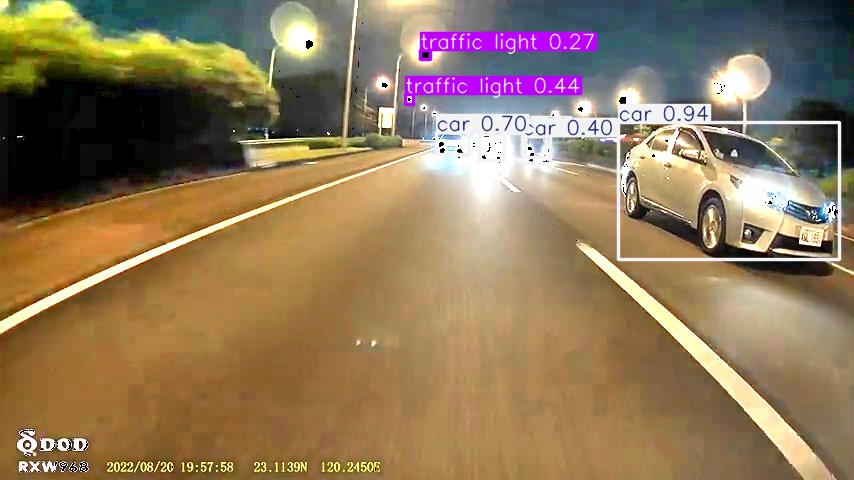 traffic light 0.27
traffic light 0.44
car 0.70 car 0.40 car 0.94
DOD
RXW968 2022/08/20 19:57:58 23.1139N 120.2450E